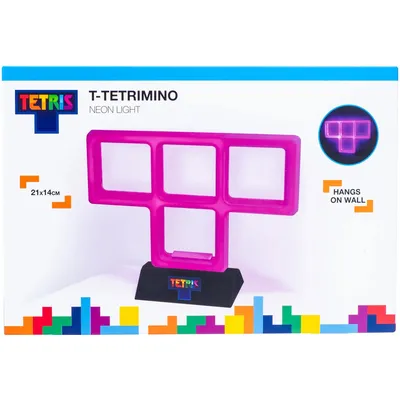 TETRIS
T-TETRIMINO
NEON LIGHT
21x14CM
HANGS
ON WALL
TETRIS